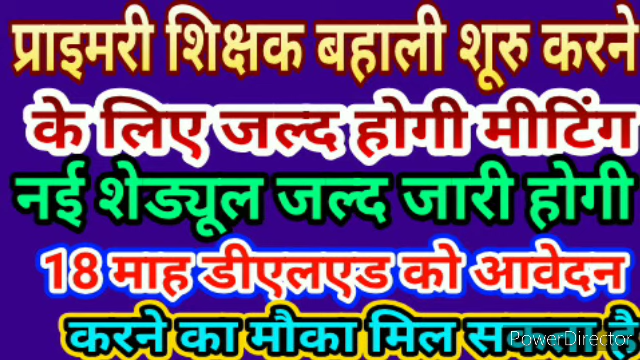 प्राइमरी शिक्षक बहाली शूरु करने
के लिए जल्द होगी मीटिंग
नई शेड्यूल जल्द जारी होगी
18 माह डीएलएड को आवेदन
करने का मौका मिल
PowerDirector